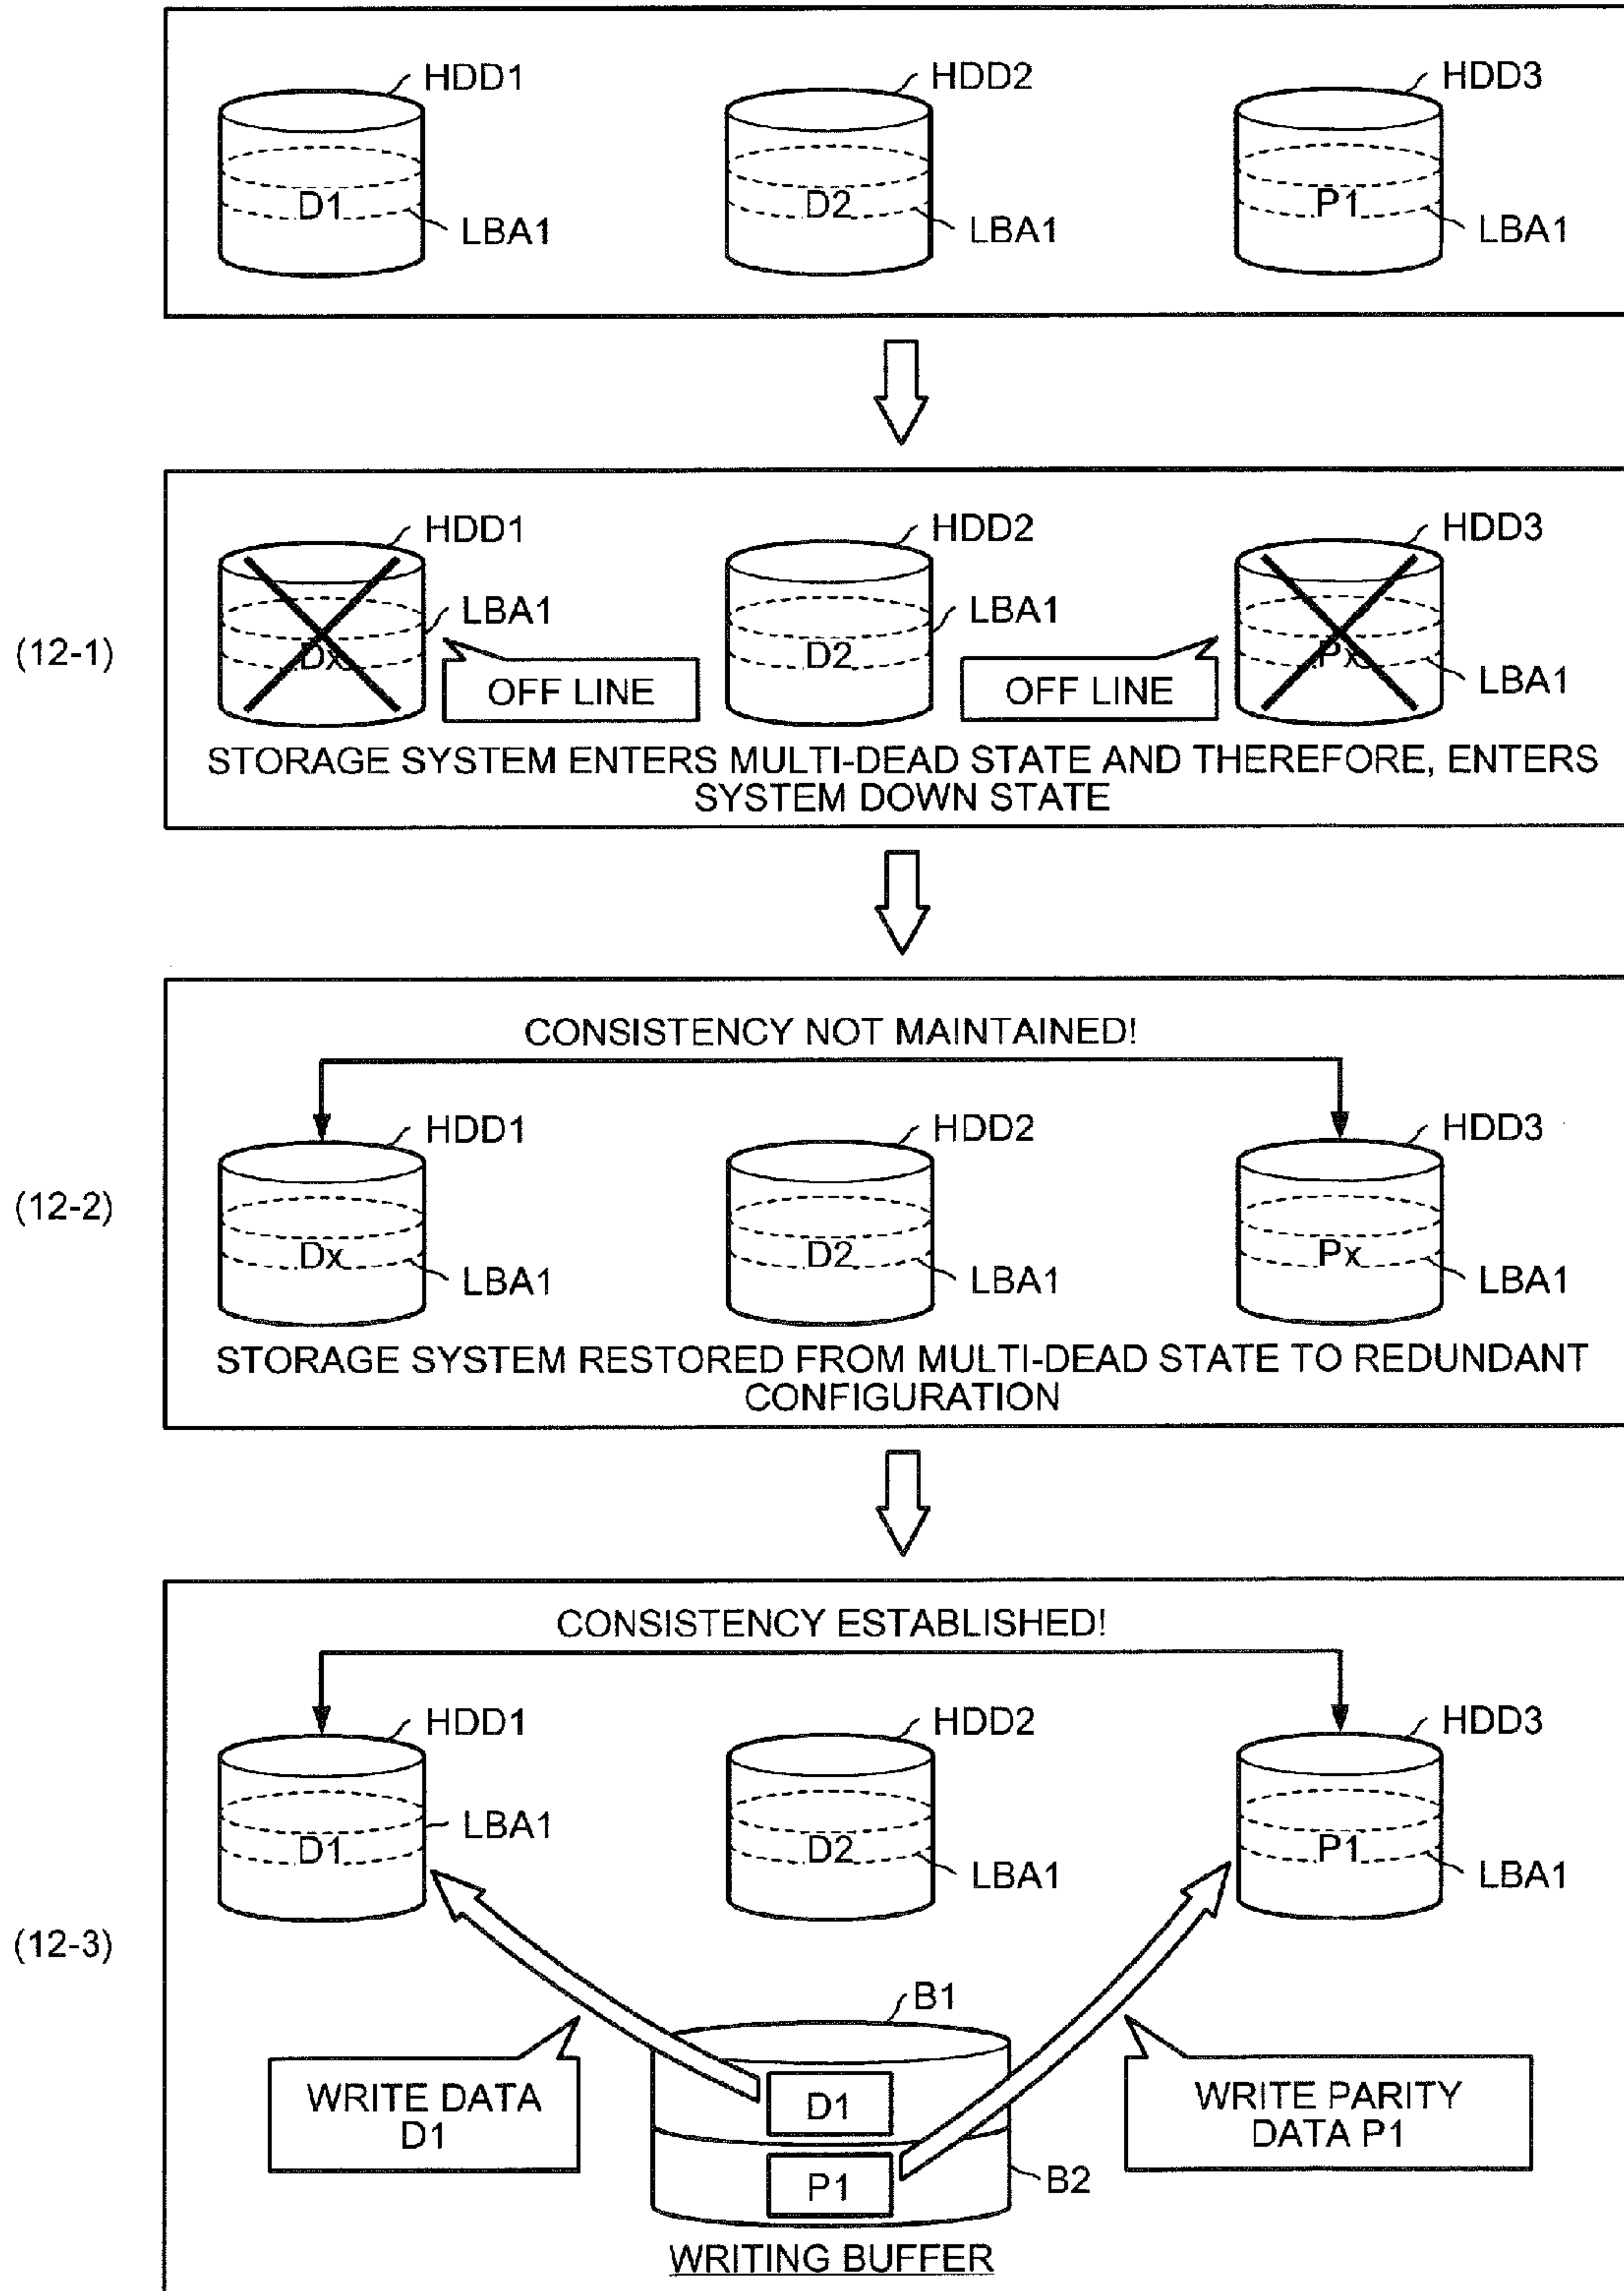 HDD1
HDD2
HDD3
D1
D2
P1
LBA1
LBA1
LBA1
(12-1)
HDD1
HDD2
HDD3
LBA1
LBA1
Dx
D2
Px
LBA1
OFF LINE
OFF LINE
STORAGE SYSTEM ENTERS MULTI-DEAD STATE AND THEREFORE, ENTERS
SYSTEM DOWN STATE
(12-2)
CONSISTENCY NOT MAINTAINED!
HDD1
HDD2
HDD3
Dx
D2
Px
LBA1
LBA1
LBA1
STORAGE SYSTEM RESTORED FROM MULTI-DEAD STATE TO REDUNDANT
CONFIGURATION
(12-3)
CONSISTENCY ESTABLISHED!
HDD1
HDD2
HDD3
LBA1
D1
D2
P1
LBA1
LBA1
B1
WRITE DATA
D1
D1
WRITE PARITY
DATA P1
P1
B2
WRITING BUFFER